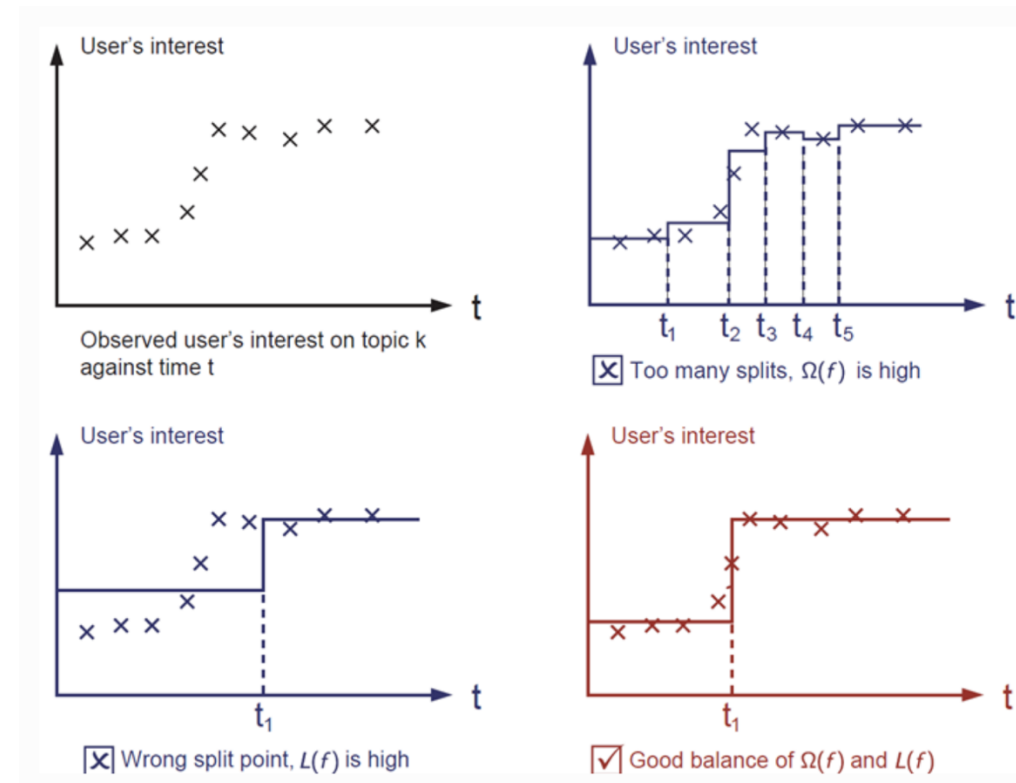 User's interest
t
Observed user's interest on topic k
against time t
User's interest
t
t₁ t₂ t₃ t₄ t₅
☒ Too many splits, Ω(f) is high
User's interest
t
t₁
☒ Wrong split point, L(f) is high
User's interest
t
t₁
☑ Good balance of Ω(f) and L(f)